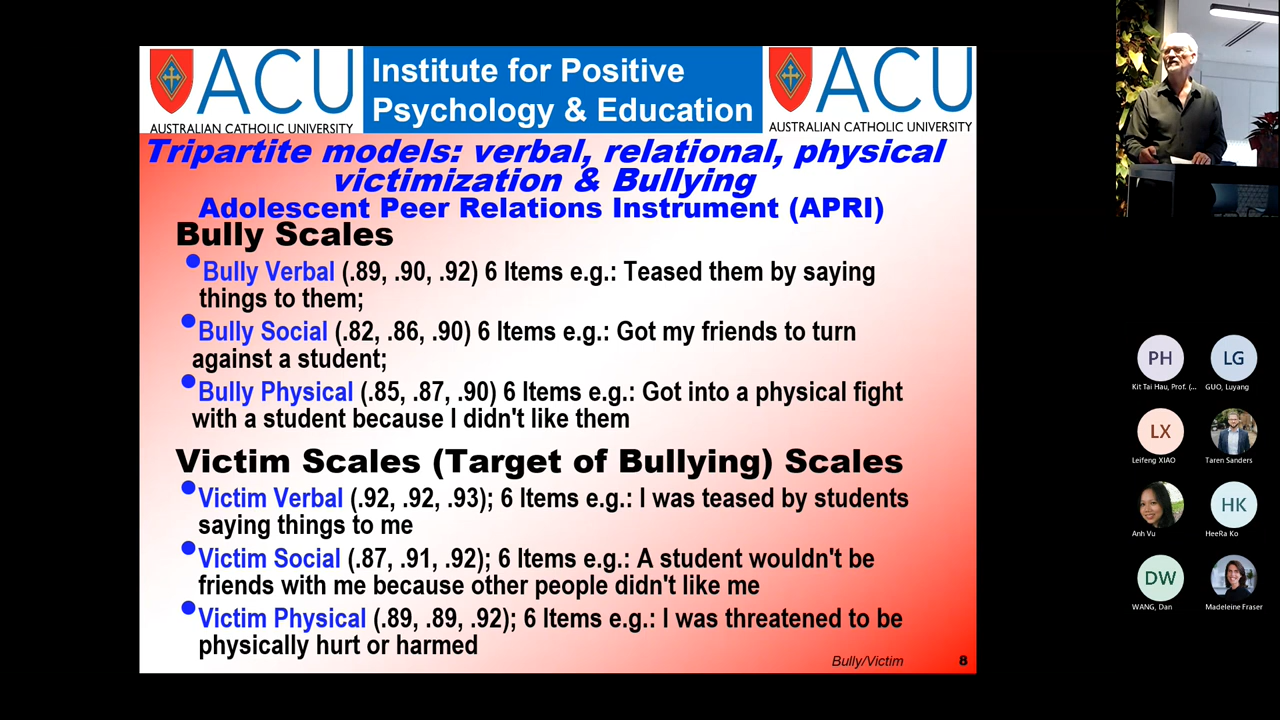 ACU
AUSTRALIAN CATHOLIC UNIVERSITY
Institute for Positive
Psychology & Education
ACU
AUSTRALIAN CATHOLIC UNIVERSITY
Tripartite models: verbal, relational, physical
victimization & Bullying
Adolescent Peer Relations Instrument (APRI)
Bully Scales
•Bully Verbal (.89, .90, .92) 6 Items e.g.: Teased them by saying
things to them;
•Bully Social (.82, .86, .90) 6 Items e.g.: Got my friends to turn
against a student;
•Bully Physical (.85, .87, .90) 6 Items e.g.: Got into a physical fight
with a student because I didn't like them
Victim Scales (Target of Bullying) Scales
•Victim Verbal (.92, .92, .93); 6 Items e.g.: I was teased by students
saying things to me
•Victim Social (.87, .91, .92); 6 Items e.g.: A student wouldn't be
friends with me because other people didn't like me
•Victim Physical (.89, .89, .92); 6 Items e.g.: I was threatened to be
physically hurt or harmed
Bully/Victim 8
PH
Kit Tai Hau, Prof. (...
LG
GUO, Luyang
LX
Leifeng XIAO
Taren Sanders
Anh Vu
HK
HeeRa Ko
DW
WANG, Dan
Madeleine Fraser